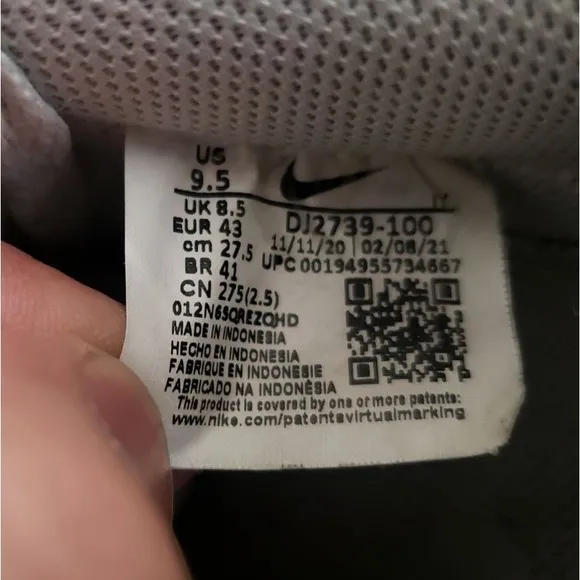 US
9.5
UK 8.5
EUR 43
cm 27.5
BR 41
CN 275(2.5)
DJ2739-100
11/11/20 | 02/08/21
UPC 00194955734667
012N6SQREZQHD
MADE IN INDONESIA
HECHO EN INDONESIA
FABRIQUE EN INDONESIE
FABRICADO NA INDONÉSIA
This product is covered by one or more patents:
www.nike.com/patentsvirtualmarking